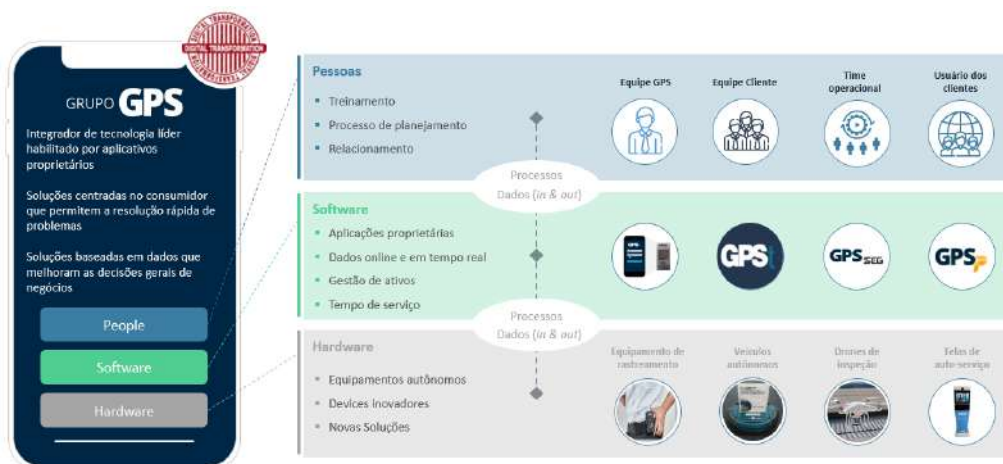 DIGITAL TRANSFORMATION
GRUPO GPS
Integrador de tecnologia líder
habilitado por aplicativos
proprietários
Soluções centradas no consumidor
que permitem a resolução rápida de
problemas
Soluções baseadas em dados que
melhoram as decisões gerais de
negócios
People
Software
Hardware
Pessoas
Treinamento
Processo de planejamento
Relacionamento
Equipe GPS
Equipe Cliente
Time
operacional
Usuário dos
clientes
Processos
Dados (in & out)
Software
Aplicações proprietárias
Dados online e em tempo real
Gestão de ativos
Tempo de serviço
GPS
GPSt
GPS SEG
GPS
Processos
Dados (in & out)
Hardware
Equipamentos autônomos
Devices inovadores
Novas Soluções
Equipamento de
rastreamento
Veículos
autônomos
Drones de
inspeção
Telas de
auto-serviço